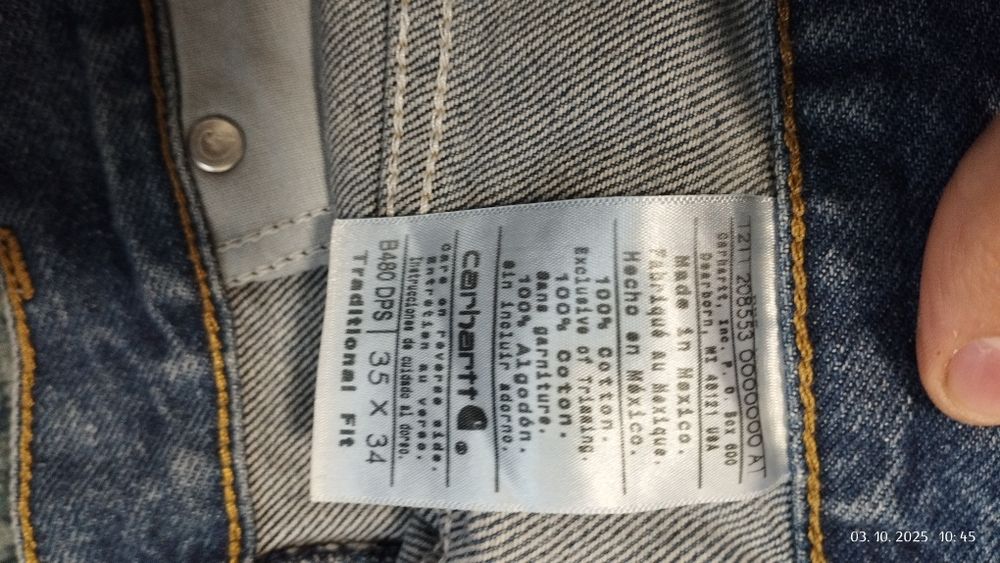 1211 208553 0000000 AT
Carhartt, Inc. P. O. Box 600
Dearborn, MI 48121 USA
Made in Mexico.
Fabriqué au Mexique.
Hecho en México.
100% Cotton.
Exclusive of Trimming.
100% Coton.
Sans garniture.
100% Algodón.
sin incluir adorno.
carhartt
Care on reverse side.
Entretien au verso.
Instrucciones de cuidado al dorso.
B480 DPS | 35 X 34
Traditional Fit
03. 10. 2025 10: 45